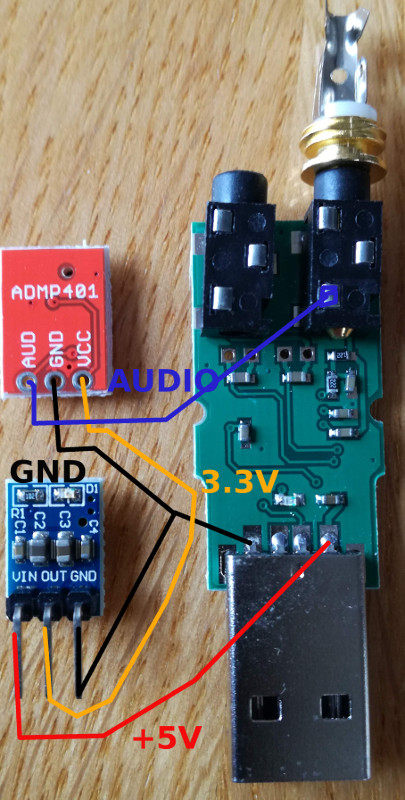 ADMP401
AUD
GND
VCC
AUDIO
GND
3.3V
D1
R1
C1
C2
C3
C4
VIN OUT GND
+5V